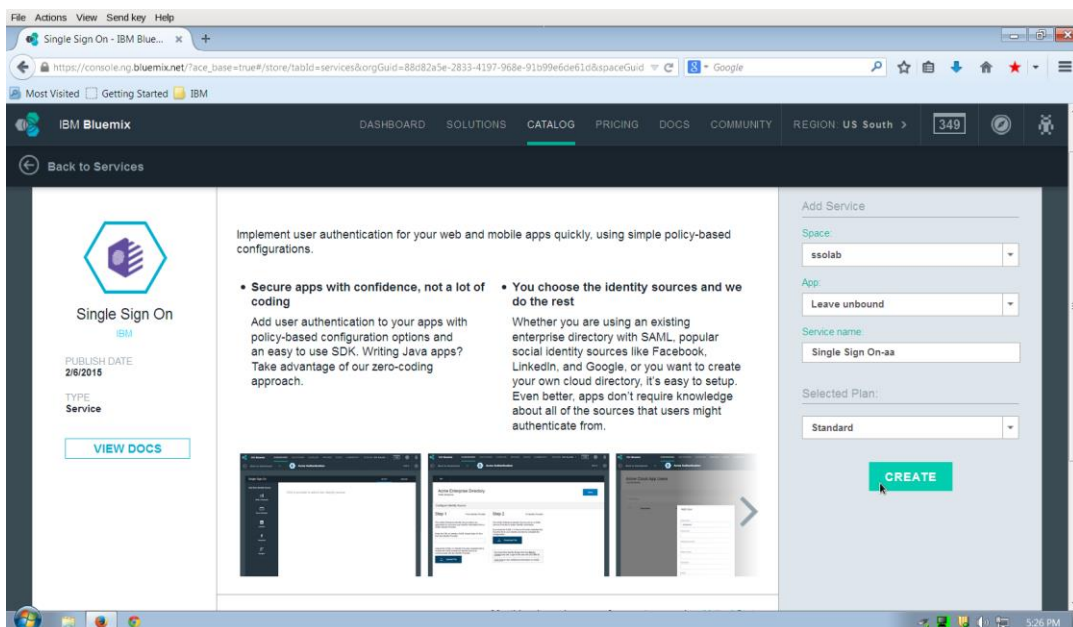 File Actions View Send key Help
Single Sign On - IBM Blue...
https://console.ng.bluemix.net/?ace_base=true#/store/tabId=services&orgGuid=88d82a5e-2833-4197-968e-91b99e6de61d&spaceGuid
Google
Most Visited Getting Started IBM
IBM Bluemix DASHBOARD SOLUTIONS CATALOG PRICING DOCS COMMUNITY REGION: US South > 349
Back to Services
Single Sign On
IBM
PUBLISH DATE
2/6/2015
TYPE
Service
VIEW DOCS
Implement user authentication for your web and mobile apps quickly, using simple policy-based
configurations.
• Secure apps with confidence, not a lot of
coding
Add user authentication to your apps with
policy-based configuration options and
an easy to use SDK. Writing Java apps?
Take advantage of our zero-coding
approach.
• You choose the identity sources and we
do the rest
Whether you are using an existing
enterprise directory with SAML, popular
social identity sources like Facebook,
LinkedIn, and Google, or you want to create
your own cloud directory, it's easy to setup.
Even better, apps don't require knowledge
about all of the sources that users might
authenticate from.
Step 1
Step 2
Add Service
Space:
ssolab
App:
Leave unbound
Service name:
Single Sign On-aa
Selected Plan:
Standard
CREATE
5:26 PM